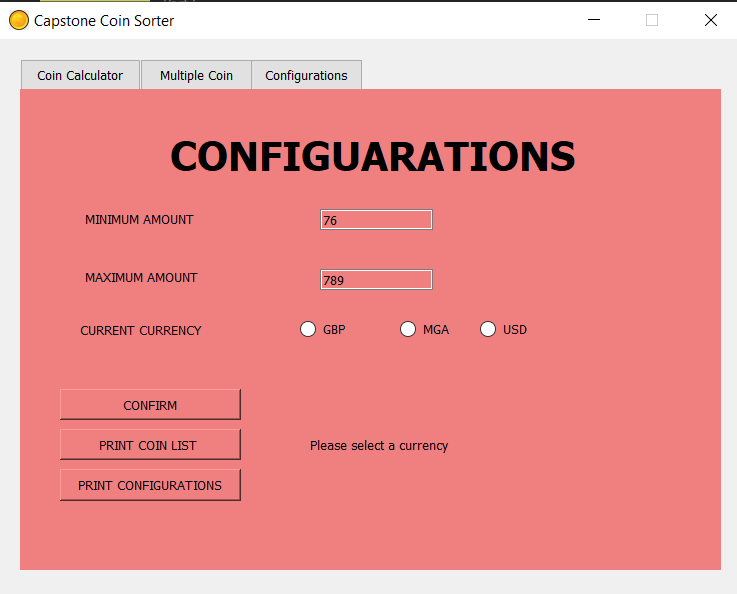 Capstone Coin Sorter
Coin Calculator Multiple Coin Configurations
CONFIGUARATIONS
MINIMUM AMOUNT 76
MAXIMUM AMOUNT 789
CURRENT CURRENCY GBP MGA USD
CONFIRM
PRINT COIN LIST Please select a currency
PRINT CONFIGURATIONS